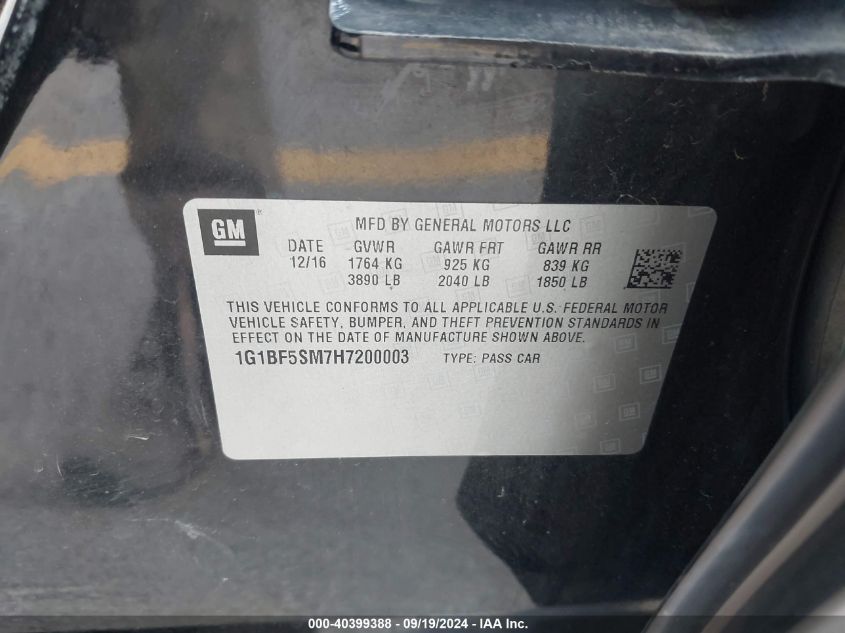 GM ®
MFD BY GENERAL MOTORS LLC
DATE GVWR GAWR FRT GAWR RR
12/16 1764 KG 925 KG 839 KG
3890 LB 2040 LB 1850 LB
THIS VEHICLE CONFORMS TO ALL APPLICABLE U.S. FEDERAL MOTOR
VEHICLE SAFETY, BUMPER, AND THEFT PREVENTION STANDARDS IN
EFFECT ON THE DATE OF MANUFACTURE SHOWN ABOVE.
1G1BF5SM7H7200003 TYPE: PASS CAR
000-40399388 - 09/19/2024 - IAA Inc.